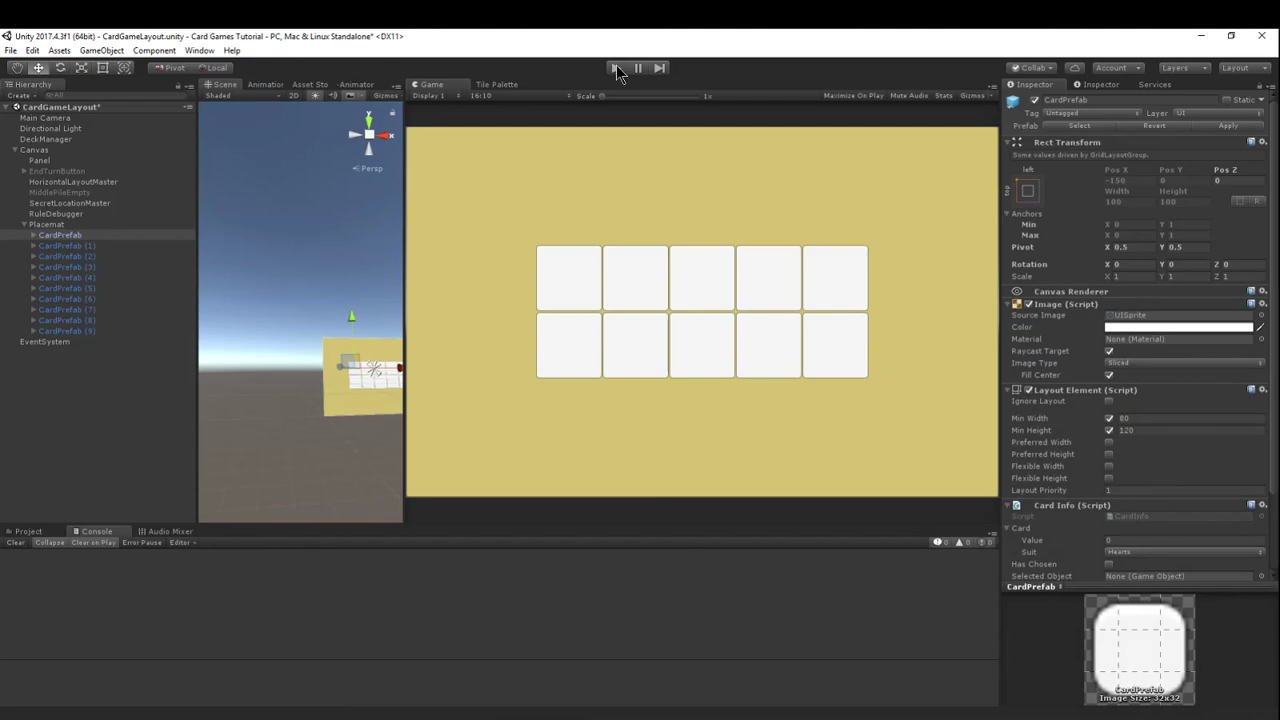 Unity 2017.4.3f1 (64bit) - CardGameLayout.unity - Card Games Tutorial - PC, Mac & Linux Standalone* <DX11>
File Edit Assets GameObject Component Window Help
Pivot Local Collab Account Layers Layout
Hierarchy Scene Animatior Asset Sto Animator Game Tile Palette Inspector Services
Create All Shaded 2D Gizmos Display 1 16:10 Scale 1x Maximize On Play Mute Audio Stats Gizmos
CardPrefab Static
CardGameLayout*
Main Camera
Directional Light
DeckManager
Canvas
Panel
EndTurnButton
HorizontalLayoutMaster
MiddlePileEmpty
SecretLocationMaster
RuleDebugger
Placemat
CardPrefab
CardPrefab (1)
CardPrefab (2)
CardPrefab (3)
CardPrefab (4)
CardPrefab (5)
CardPrefab (6)
CardPrefab (7)
CardPrefab (8)
CardPrefab (9)
EventSystem
y
x
Persp
Tag Untagged Layer UI
Prefab Select Revert Apply
Rect Transform
Some values driven by GridLayoutGroup.
left Pos X Pos Y Pos Z
top -150 0 0
Width Height
100 100
R
Anchors
Min X 0 Y 1
Max X 0 Y 1
Pivot X 0.5 Y 0.5
Rotation X 0 Y 0 Z 0
Scale X 1 Y 1 Z 1
Canvas Renderer
Image (Script)
Source Image UISprite
Color
Material None (Material)
Raycast Target
Image Type Sliced
Fill Center
Layout Element (Script)
Ignore Layout
Min Width 80
Min Height 120
Preferred Width
Preferred Height
Flexible Width
Flexible Height
Layout Priority 1
Card Info (Script)
Script CardInfo
Card
Value 0
Suit Hearts
Has Chosen
Selected Object None (Game Object)
CardPrefab
Project Console Audio Mixer
Clear Collapse Clear on Play Error Pause Editor 0 0 0
CardPrefab
Image Size: 32x32